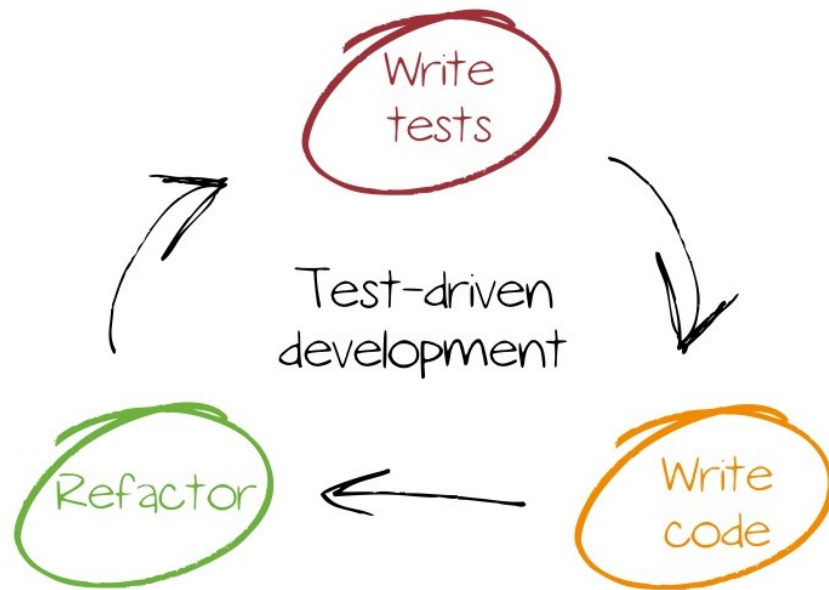 Write
tests
Test-driven
development
Refactor
Write
code